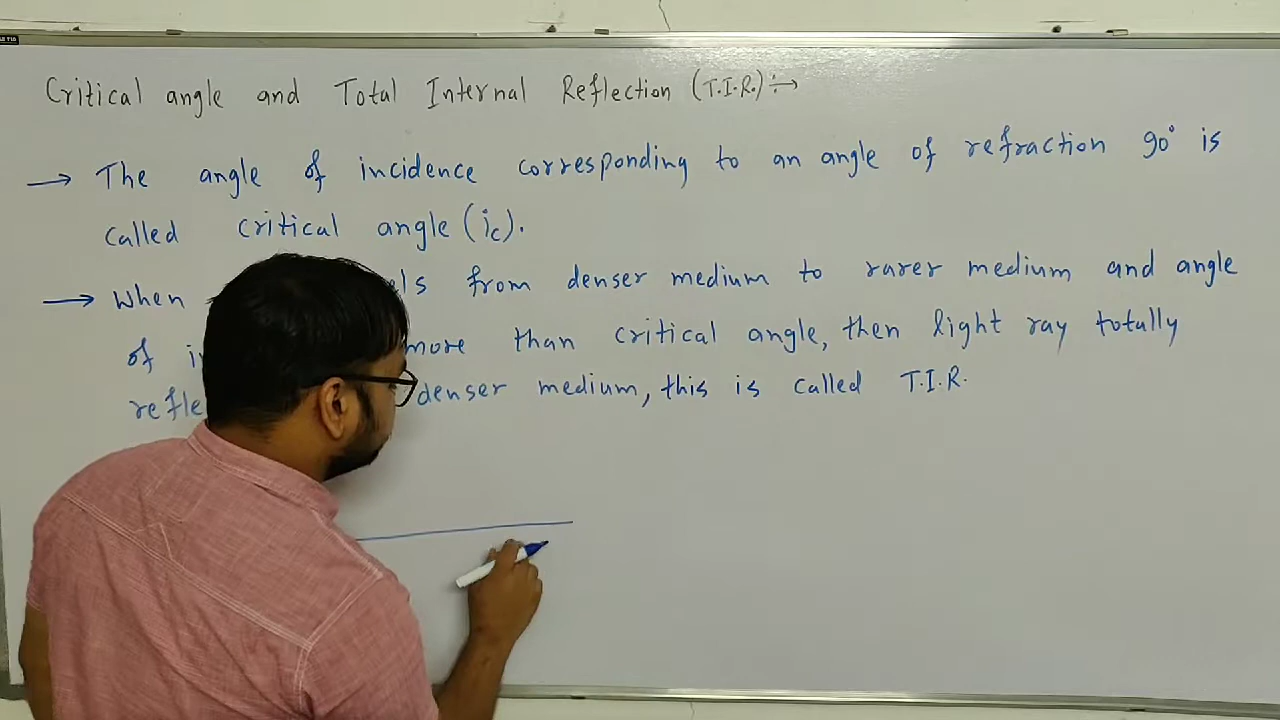 Critical angle and Total Internal Reflection (T.I.R.) :→
→ The angle of incidence corresponding to an angle of refraction 90° is
called critical angle (ic).
→ When from denser medium to rarer medium and angle
of more than critical angle, then light ray totally
denser medium, this is called T.I.R.